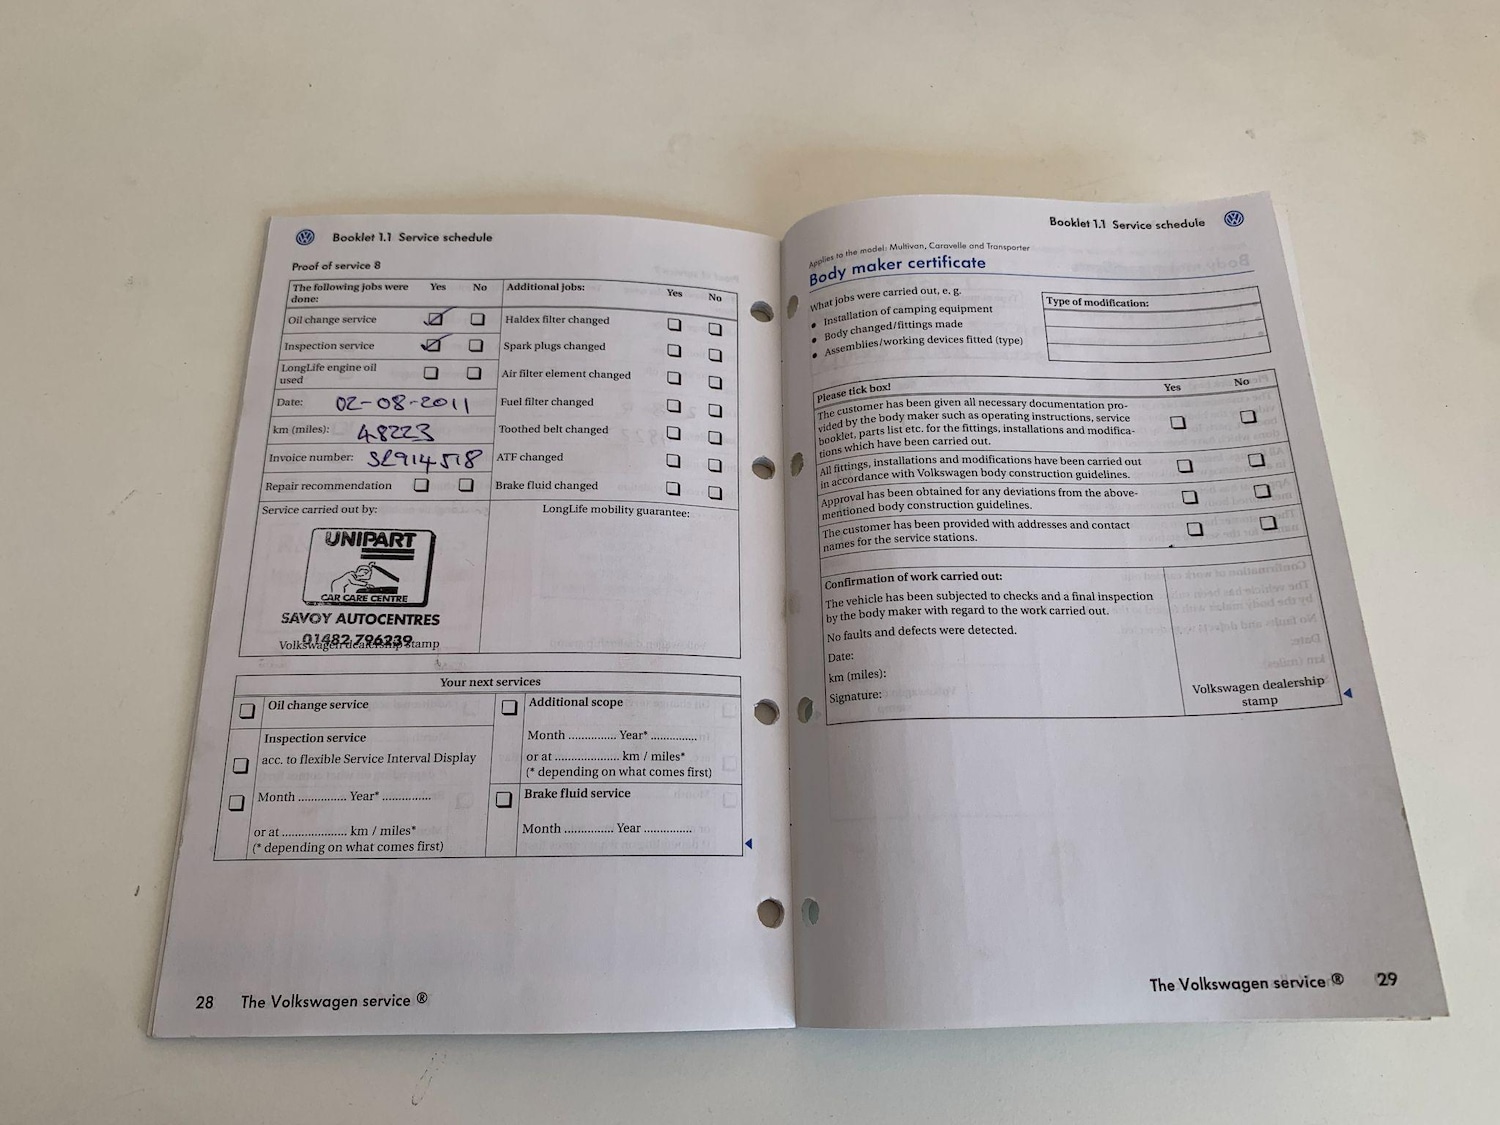 Booklet 1.1 Service schedule
Proof of service 8
The following jobs were done: Yes No
Oil change service
Inspection service
LongLife engine oil used
Date: 02-08-2011
km (miles): 48223
Invoice number: SL914518
Repair recommendation
Additional jobs: Yes No
Haldex filter changed
Spark plugs changed
Air filter element changed
Fuel filter changed
Toothed belt changed
ATF changed
Brake fluid changed
Service carried out by:
UNIPART
CAR CARE CENTRE
SAVOY AUTOCENTRES
01482 796239
Volkswagen dealership stamp
LongLife mobility guarantee:
Your next services
Oil change service
Inspection service
acc. to flexible Service Interval Display
Month ............... Year* ...............
or at .................... km / miles*
(* depending on what comes first)
Additional scope
Month ............... Year* ...............
or at .................... km / miles*
(* depending on what comes first)
Brake fluid service
Month ............... Year ...............
28 The Volkswagen service ®
Booklet 1.1 Service schedule
Applies to the model: Multivan, Caravelle and Transporter
Body maker certificate
What jobs were carried out, e. g.
• Installation of camping equipment
• Body changed/fittings made
• Assemblies/working devices fitted (type)
Type of modification:
Please tick box! Yes No
The customer has been given all necessary documentation pro-
vided by the body maker such as operating instructions, service
booklet, parts list etc. for the fittings, installations and modifica-
tions which have been carried out.
All fittings, installations and modifications have been carried out
in accordance with Volkswagen body construction guidelines.
Approval has been obtained for any deviations from the above-
mentioned body construction guidelines.
The customer has been provided with addresses and contact
names for the service stations.
Confirmation of work carried out:
The vehicle has been subjected to checks and a final inspection
by the body maker with regard to the work carried out.
No faults and defects were detected.
Date:
km (miles):
Signature:
Volkswagen dealership
stamp
The Volkswagen service ® 29